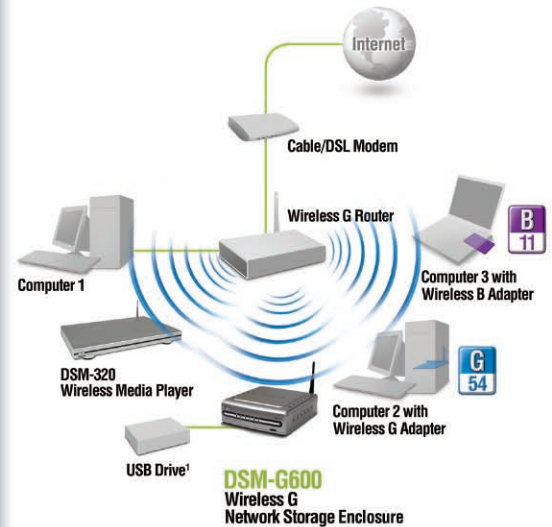 Internet
Cable/DSL Modem
Wireless G Router
B
11
Computer 1
Computer 3 with
Wireless B Adapter
DSM-320
Wireless Media Player
G
54
Computer 2 with
Wireless G Adapter
USB Drive¹
DSM-G600
Wireless G
Network Storage Enclosure